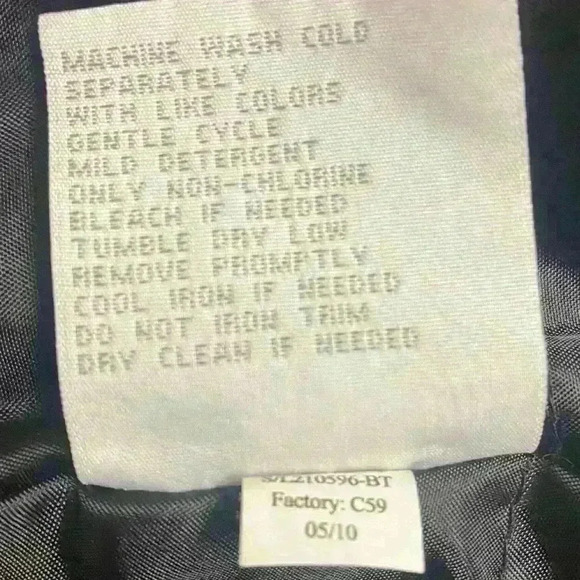 MACHINE WASH COLD
SEPARATELY
WITH LIKE COLORS
GENTLE CYCLE
MILD DETERGENT
ONLY NON-CHLORINE
BLEACH IF NEEDED
TUMBLE DRY LOW
REMOVE PROMPTLY
COOL IRON IF NEEDED
DO NOT IRON TRIM
DRY CLEAN IF NEEDED
Factory: C59
05/10